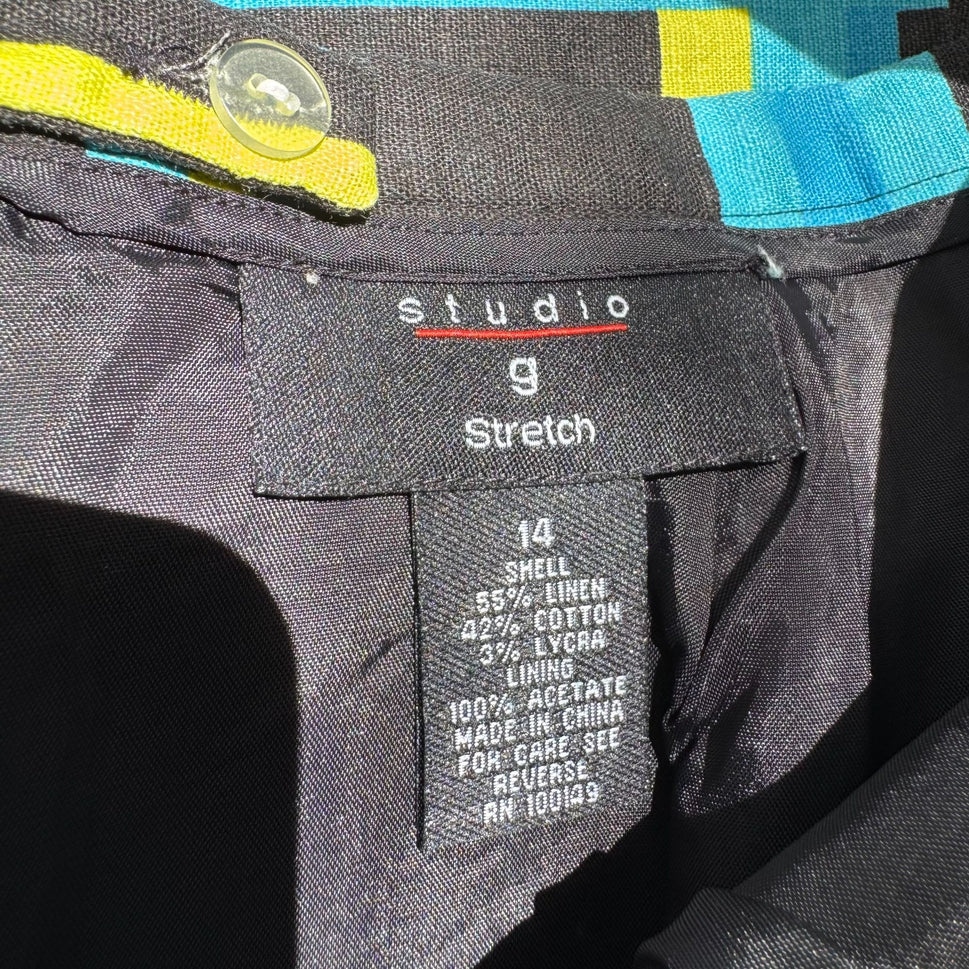 studio
g
Stretch
14
SHELL
55% LINEN
42% COTTON
3% LYCRA
LINING
100% ACETATE
MADE IN CHINA
FOR CARE SEE
REVERSE
RN 100149